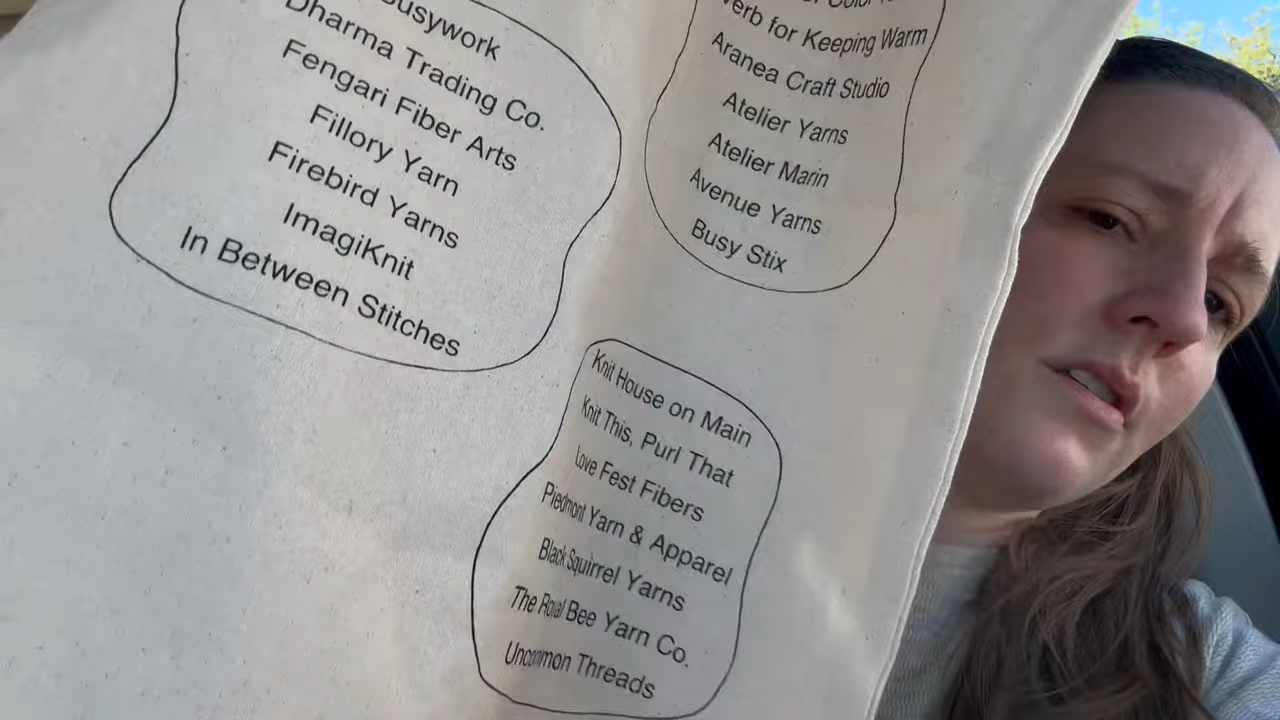 Busywork
Dharma Trading Co.
Fengari Fiber Arts
Fillory Yarn
Firebird Yarns
ImagiKnit
In Between Stitches
Color
Verb for Keeping Warm
Aranea Craft Studio
Atelier Yarns
Atelier Marin
Avenue Yarns
Busy Stix
Knit House on Main
Knit This, Purl That
Love Fest Fibers
Piedmont Yarn & Apparel
Black Squirrel Yarns
The Royal Bee Yarn Co.
Uncommon Threads